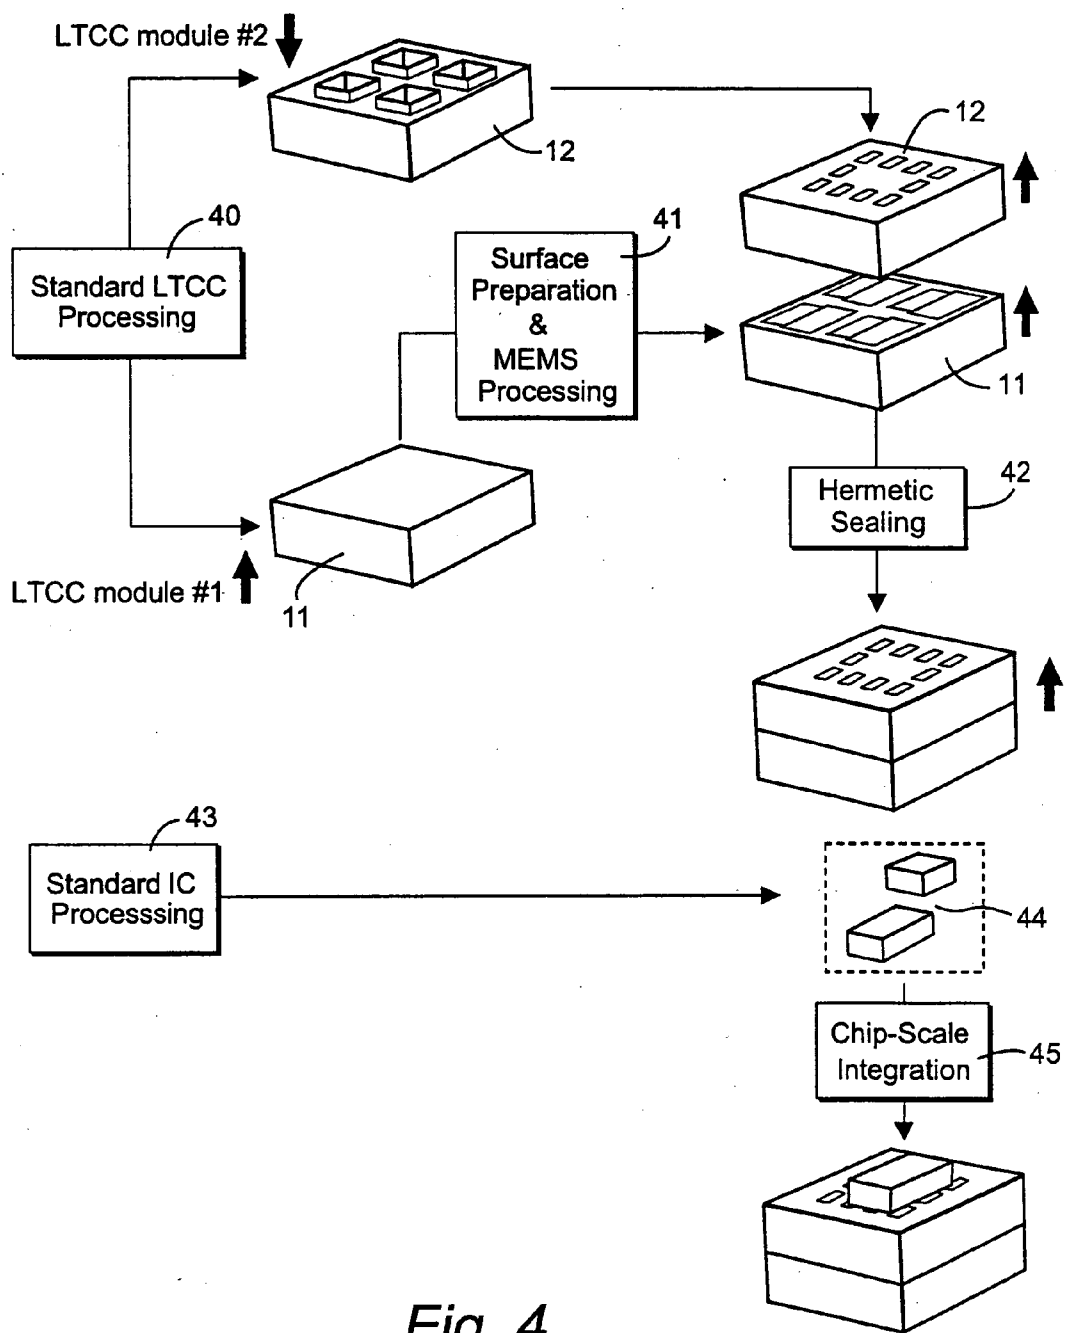 LTCC module #2
12
12
40
41
Standard LTCC
Processing
Surface
Preparation
&
MEMS
Processing
11
42
Hermetic
Sealing
LTCC module #1
11
43
Standard IC
Processsing
44
Chip-Scale
Integration
45
Fig. 4